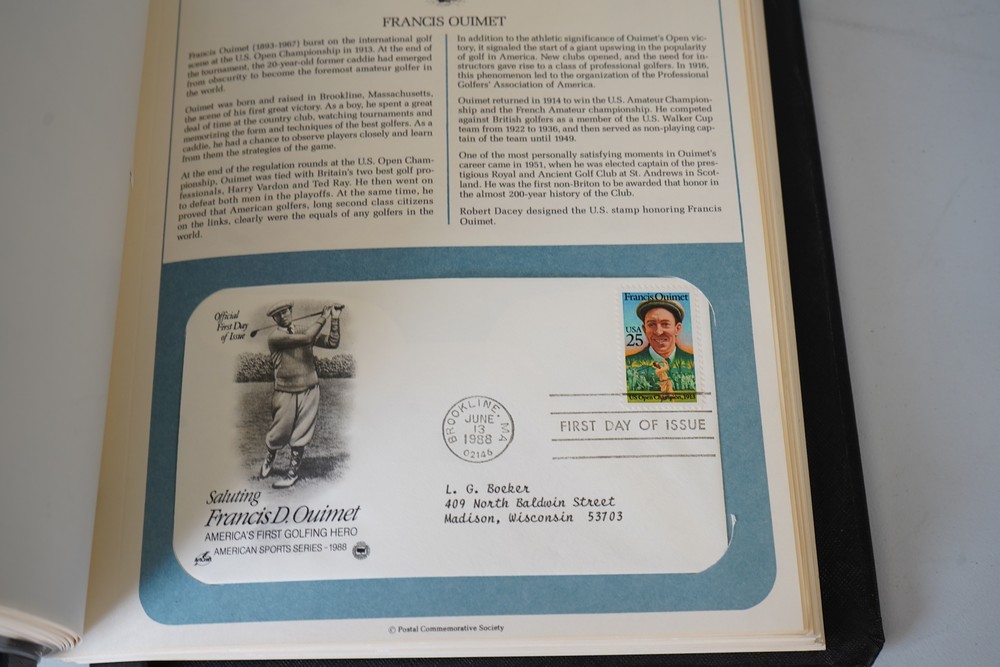 FRANCIS OUIMET
Francis Ouimet (1893-1967) burst on the international golf
scene at the U.S. Open Championship in 1913. At the end of
the tournament, the 20-year-old former caddie had emerged
from obscurity to become the foremost amateur golfer in
the world.
Ouimet was born and raised in Brookline, Massachusetts,
the scene of his first great victory. As a boy, he spent a great
deal of time at the country club, watching tournaments and
memorizing the form and techniques of the best golfers. As a
caddie, he had a chance to observe players closely and learn
from them the strategies of the game.
At the end of the regulation rounds at the U.S. Open Cham-
pionship, Ouimet was tied with Britain's two best golf pro-
fessionals, Harry Vardon and Ted Ray. He then went on
to defeat both men in the playoffs. At the same time, he
proved that American golfers, long second class citizens
on the links, clearly were the equals of any golfers in the
world.
In addition to the athletic significance of Ouimet's Open vic-
tory, it signaled the start of a giant upswing in the popularity
of golf in America. New clubs opened, and the need for in-
structors gave rise to a class of professional golfers. In 1916,
this phenomenon led to the organization of the Professional
Golfers' Association of America.
Ouimet returned in 1914 to win the U.S. Amateur Champion-
ship and the French Amateur championship. He competed
against British golfers as a member of the U.S. Walker Cup
team from 1922 to 1936, and then served as non-playing cap-
tain of the team until 1949.
One of the most personally satisfying moments in Ouimet's
career came in 1951, when he was elected captain of the pres-
tigious Royal and Ancient Golf Club at St. Andrews in Scot-
land. He was the first non-Briton to be awarded that honor in
the almost 200-year history of the Club.
Robert Dacey designed the U.S. stamp honoring Francis
Ouimet.
Official
First Day
of Issue
Francis Ouimet
USA
25
US Open Champion, 1913
BROOKLINE, MA
JUNE
13
1988
02146
FIRST DAY OF ISSUE
L. G. Boeker
409 North Baldwin Street
Madison, Wisconsin 53703
Saluting
Francis D. Ouimet
AMERICA'S FIRST GOLFING HERO
AMERICAN SPORTS SERIES - 1988
© Postal Commemorative Society